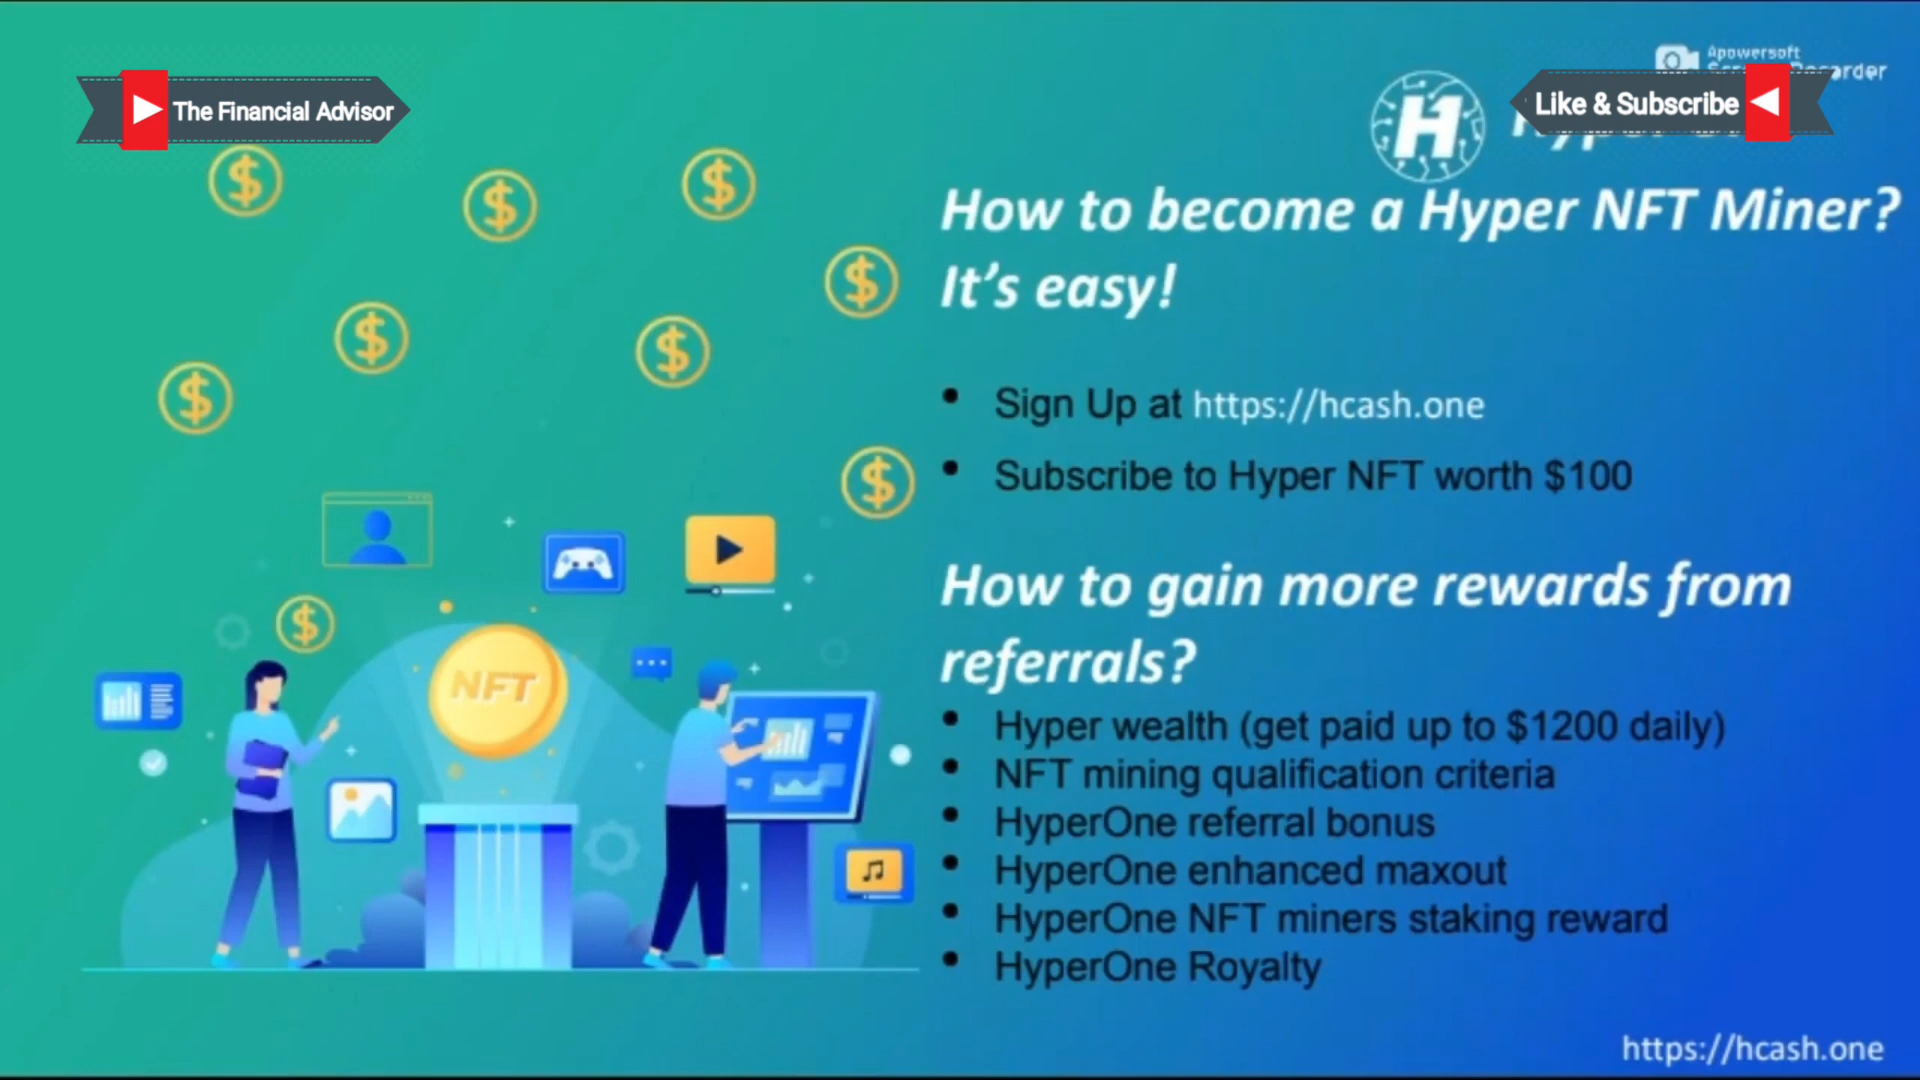 Apowersoft
The Financial Advisor
Like & Subscribe
H1
How to become a Hyper NFT Miner?
It's easy!
• Sign Up at https://hcash.one
• Subscribe to Hyper NFT worth $100
How to gain more rewards from
referrals?
• Hyper wealth (get paid up to $1200 daily)
• NFT mining qualification criteria
• HyperOne referral bonus
• HyperOne enhanced maxout
• HyperOne NFT miners staking reward
• HyperOne Royalty
NFT
https://hcash.one